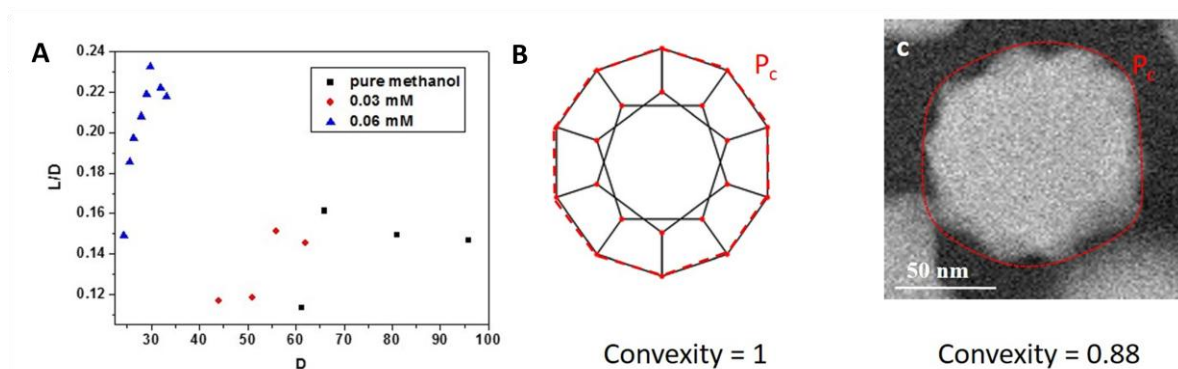 A
0.24
0.22
0.20
0.18
0.16
0.14
0.12
L/D
30 40 50 60 70 80 90 100
D
pure methanol
0.03 mM
0.06 mM
B
Pc
Convexity = 1
c
Pc
50 nm
Convexity = 0.88